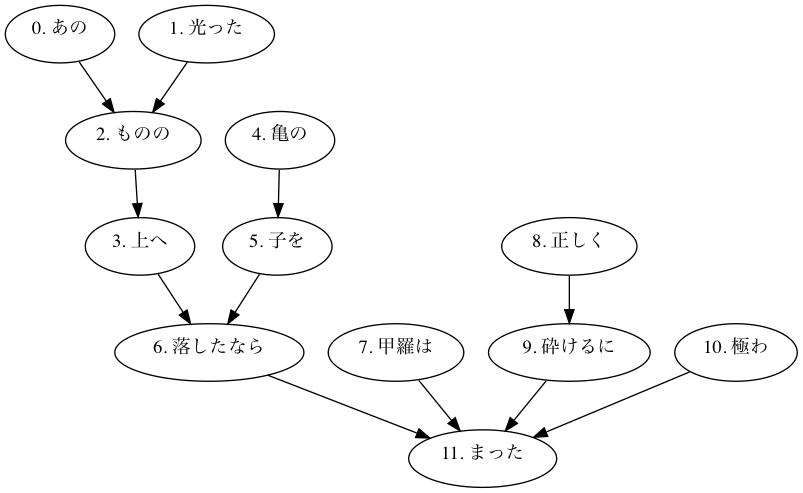 0. あの
1. 光った
2. ものの
4. 亀の
3. 上へ
5. 子を
8. 正しく
6. 落したなら
7. 甲羅は
9. 砕けるに
10. 極わ
11. まった